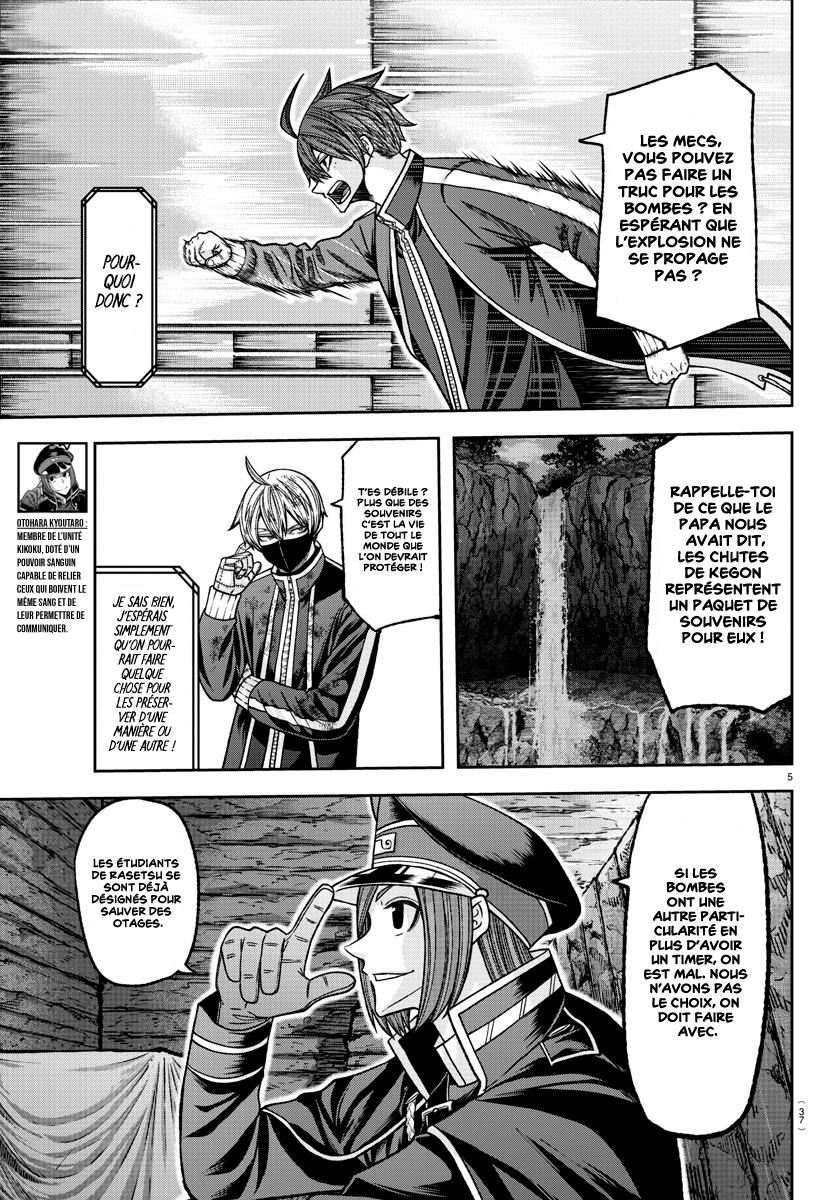 LES MECS,
VOUS POUVEZ
PAS FAIRE UN
TRUC POUR LES
BOMBES ? EN
ESPÉRANT QUE
L'EXPLOSION NE
SE PROPAGE
PAS ?
POUR-
QUOI
DONC ?
RAPPELLE-TOI
DE CE QUE LE
PAPA NOUS
AVAIT DIT,
LES CHUTES
DE KEGON
REPRÉSENTENT
UN PAQUET DE
SOUVENIRS
POUR EUX !
T'ES DÉBILE ?
PLUS QUE DES
SOUVENIRS
C'EST LA VIE
DE TOUT LE
MONDE QUE
L'ON DEVRAIT
PROTÉGER !
JE SAIS BIEN,
J'ESPÉRAIS
SIMPLEMENT
QU'ON POUR-
RAIT FAIRE
QUELQUE
CHOSE POUR
LES PRÉSER-
VER D'UNE
MANIÈRE OU
D'UNE AUTRE !
OTOHARA KYOUTARO :
MEMBRE DE L'UNITÉ
KIKOKU, DOTÉ D'UN
POUVOIR SANGUIN
CAPABLE DE RELIER
CEUX QUI BOIVENT LE
MÊME SANG ET DE
LEUR PERMETTRE DE
COMMUNIQUER.
5
SI LES
BOMBES
ONT UNE
AUTRE PARTI-
CULARITÉ EN
PLUS D'AVOIR
UN TIMER, ON
EST MAL. NOUS
N'AVONS PAS
LE CHOIX, ON
DOIT FAIRE
AVEC.
LES ÉTUDIANTS
DE RASETSU SE
SONT DÉJÀ
DÉSIGNÉS POUR
SAUVER DES
OTAGES.
(37)